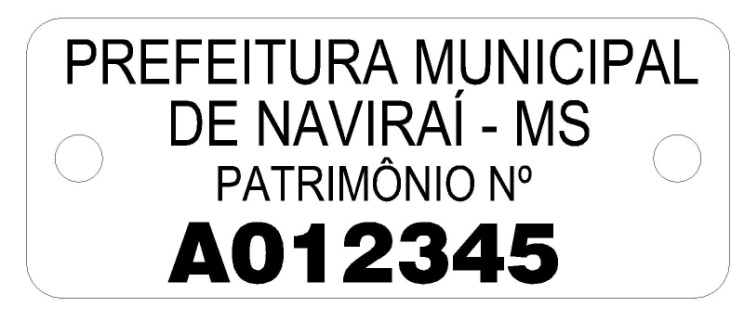 PREFEITURA MUNICIPAL
DE NAVIRAÍ - MS
PATRIMÔNIO Nº
A012345